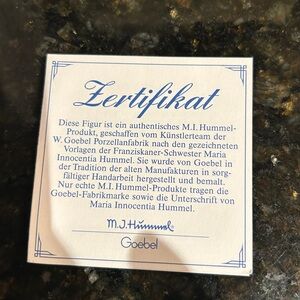 Zertifikat
Diese Figur ist ein authentisches M.I.Hummel-
Produkt, geschaffen vom Künstlerteam der
W. Goebel Porzellanfabrik nach den gezeichneten
Vorlagen der Franziskaner-Schwester Maria
Innocentia Hummel. Sie wurde von Goebel in
der Tradition der alten Manufakturen in sorg-
fältiger Handarbeit hergestellt und bemalt.
Nur echte M.I.Hummel-Produkte tragen die
Goebel-Fabrikmarke sowie die Unterschrift von
Maria Innocentia Hummel.
M.J.Hummel®
Goebel